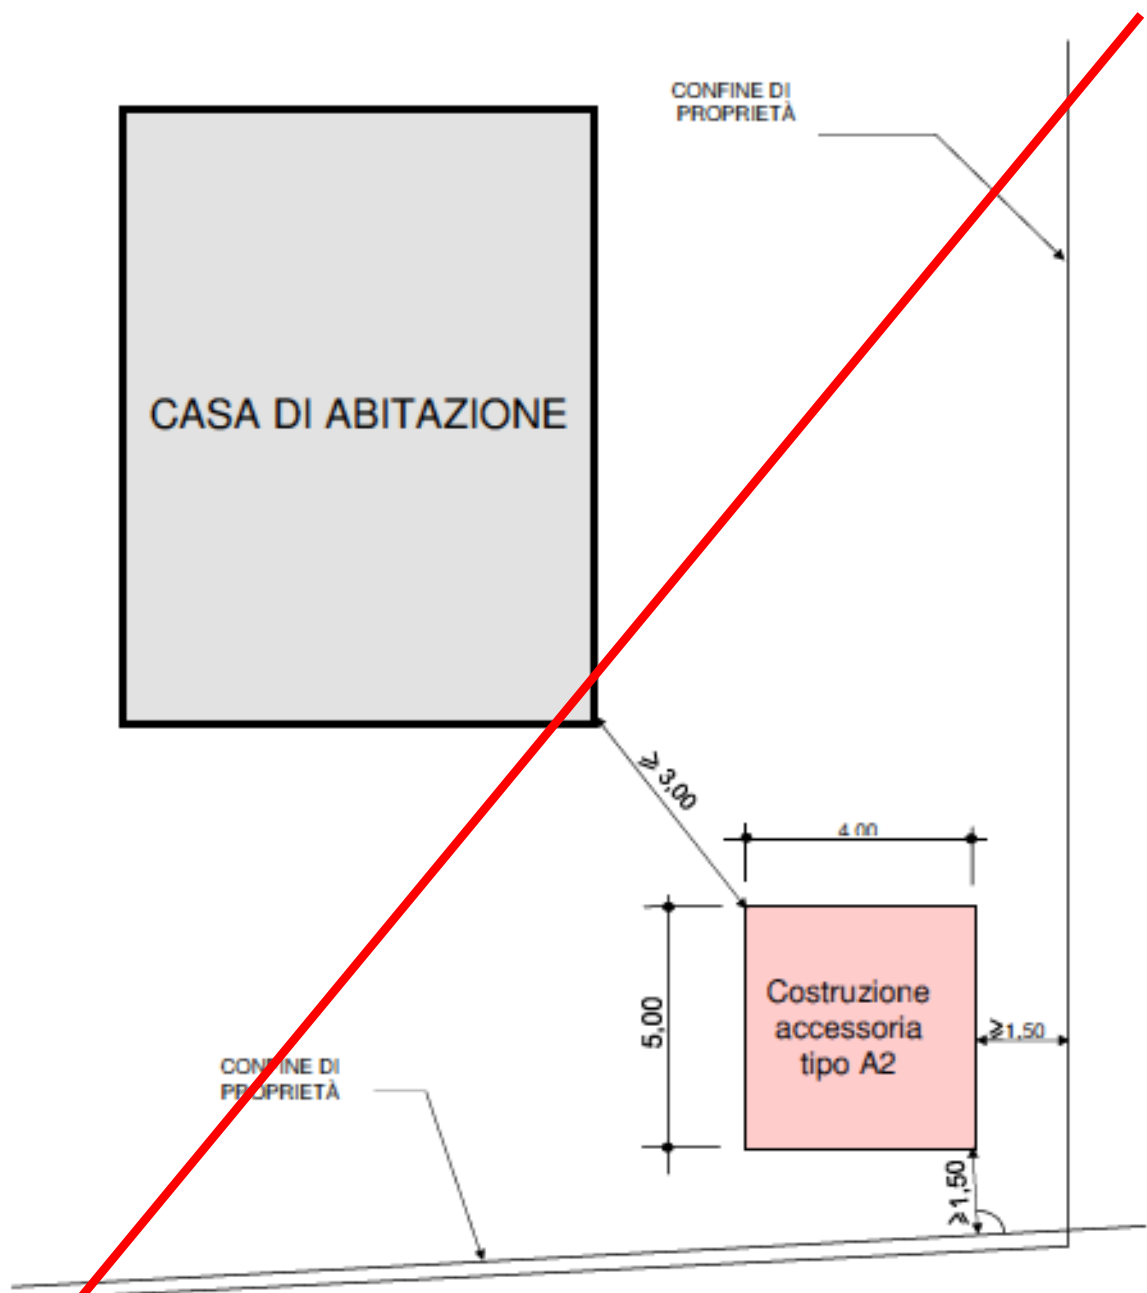 CONFINE DI
PROPRIETÀ
CASA DI ABITAZIONE
⩾ 3,00
4,00
5,00
Costruzione
accessoria
tipo A2
⩾1,50
CONFINE DI
PROPRIETÀ
⩾1,50